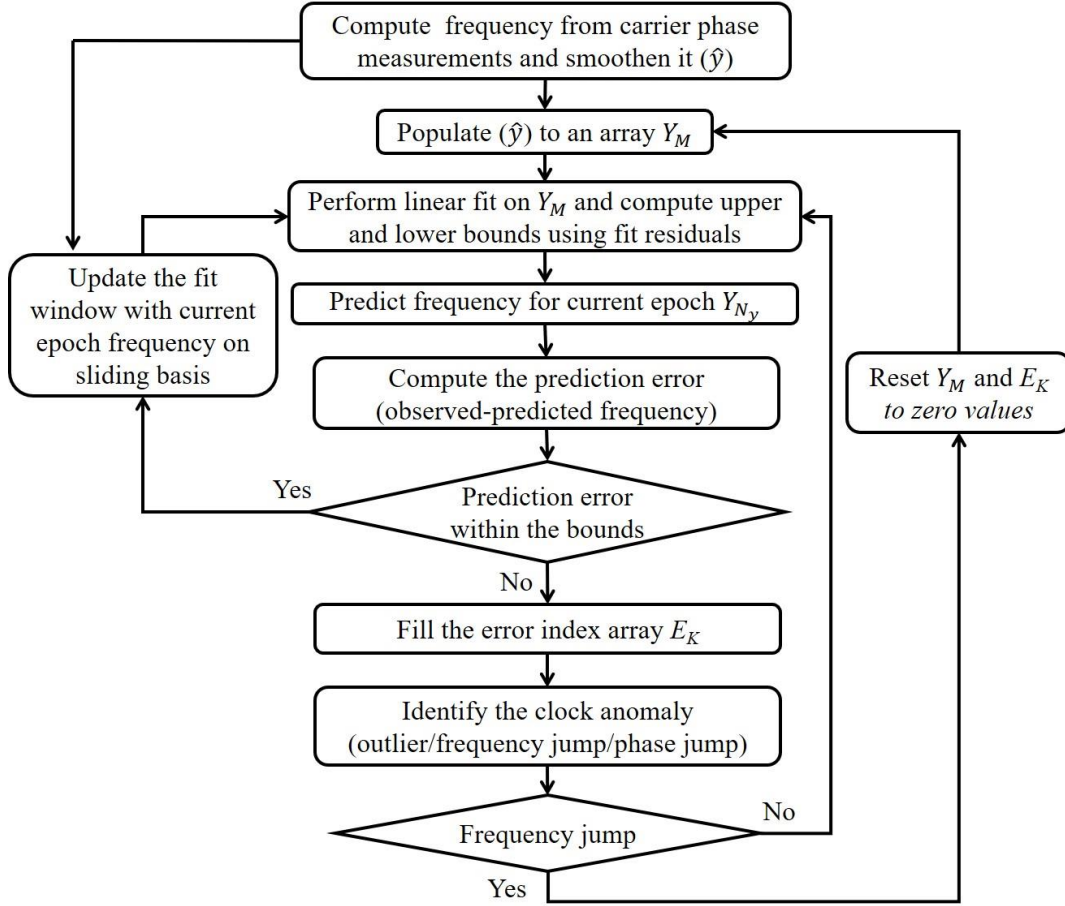 Compute frequency from carrier phase
measurements and smoothen it (ŷ)
Populate (ŷ) to an array Y_M
Perform linear fit on Y_M and compute upper
and lower bounds using fit residuals
Update the fit
window with current
epoch frequency on
sliding basis
Predict frequency for current epoch Y_{N_y}
Compute the prediction error
(observed-predicted frequency)
Reset Y_M and E_K
to zero values
Yes
Prediction error
within the bounds
No
Fill the error index array E_K
Identify the clock anomaly
(outlier/frequency jump/phase jump)
No
Frequency jump
Yes